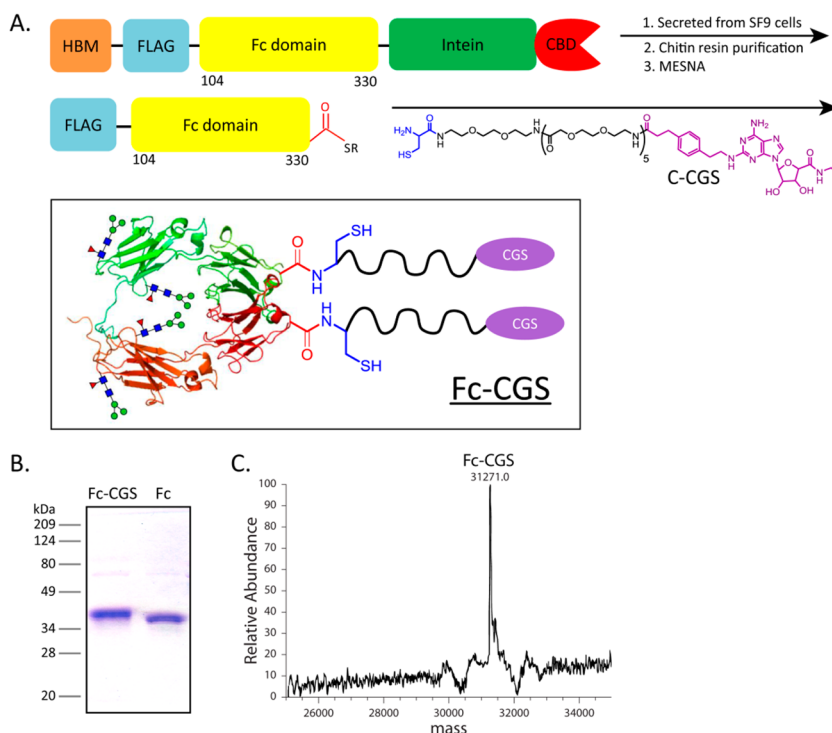 A.
HBM
FLAG
Fc domain
Intein
CBD
104
330
1. Secreted from SF9 cells
2. Chitin resin purification
3. MESNA
FLAG
Fc domain
104
330
O
SR
H₂N
O
HS
N
H
O
O
H
N
O
O
O
N
H
5
O
N
H
NH₂
N
N
N
N
O
O
N
H
HO
OH
C-CGS
O
N
H
SH
CGS
H
N
O
SH
CGS
Fc-CGS
B.
Fc-CGS Fc
kDa
209
124
80
49
34
28
20
C.
Fc-CGS
31271.0
Relative Abundance
100
90
80
70
60
50
40
30
20
10
0
26000 28000 30000 32000 34000
mass